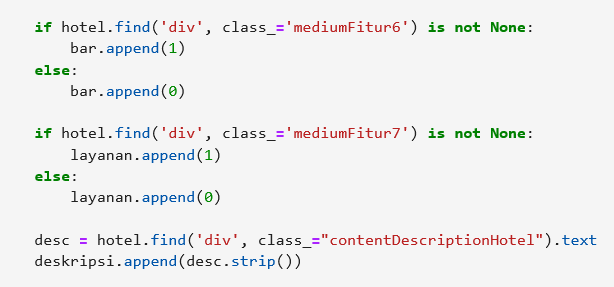 if hotel.find('div', class_='mediumFitur6') is not None:
    bar.append(1)
else:
    bar.append(0)

if hotel.find('div', class_='mediumFitur7') is not None:
    layanan.append(1)
else:
    layanan.append(0)

desc = hotel.find('div', class_="contentDescriptionHotel").text
deskripsi.append(desc.strip())